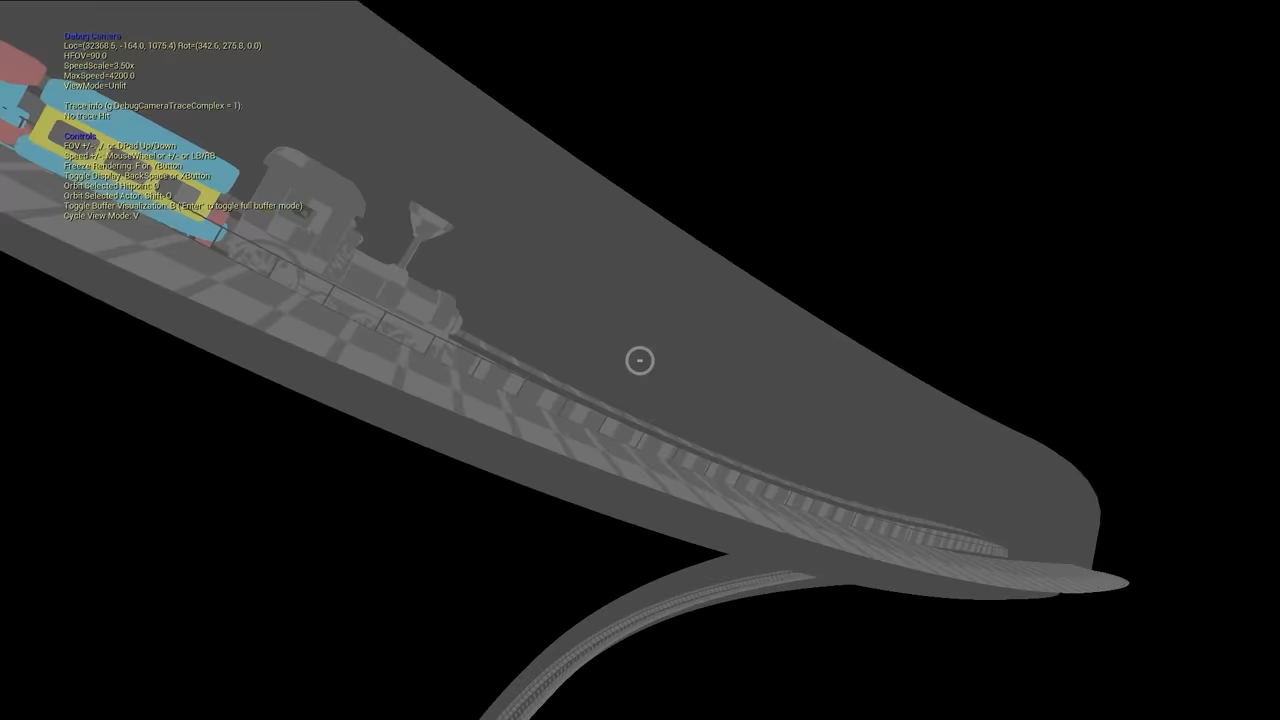 Debug Camera
Loc=(32368.5, -164.0, 1075.4) Rot=(342.6, 275.8, 0.0)
HFOV=90.0
SpeedScale=3.50x
MaxSpeed=4200.0
ViewMode=Unlit
Trace info (g.DebugCameraTraceComplex = 1).
No trace Hit
Controls
FOV +/-: ,/. or DPad Up/Down
Speed +/-: MouseWheel or +/- or LB/RB
Freeze Rendering: F or YButton
Toggle Display: BackSpace or XButton
Orbit Selected Hitpoint: O
Orbit Selected Actor: Shift-O
Toggle Buffer Visualization: B ('Enter' to toggle full buffer mode)
Cycle View Mode: V